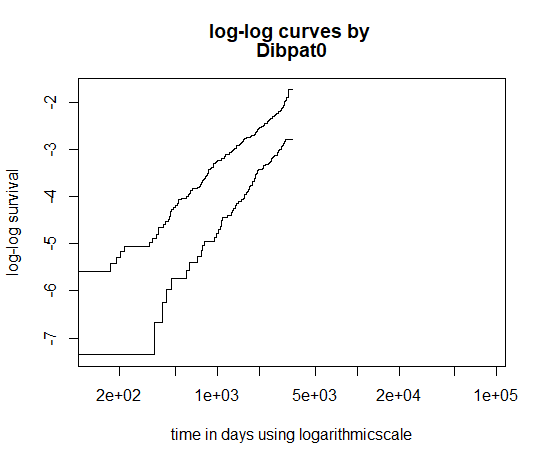 log-log curves by
Dibpat0
-2
-3
-4
-5
-6
-7
log-log survival
2e+02 1e+03 5e+03 2e+04 1e+05
time in days using logarithmicscale